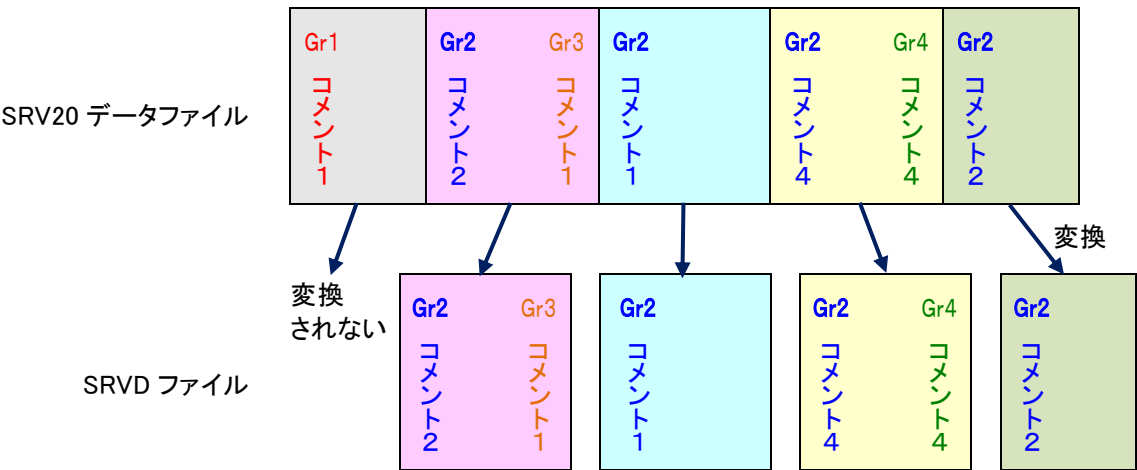 Gr1
コメント1
Gr2
コメント2
Gr3
コメント1
Gr2
コメント1
Gr2
コメント4
Gr4
コメント4
Gr2
コメント2
SRV20 データファイル
変換
されない
変換
Gr2
コメント2
Gr3
コメント1
Gr2
コメント1
Gr2
コメント4
Gr4
コメント4
Gr2
コメント2
SRVD ファイル